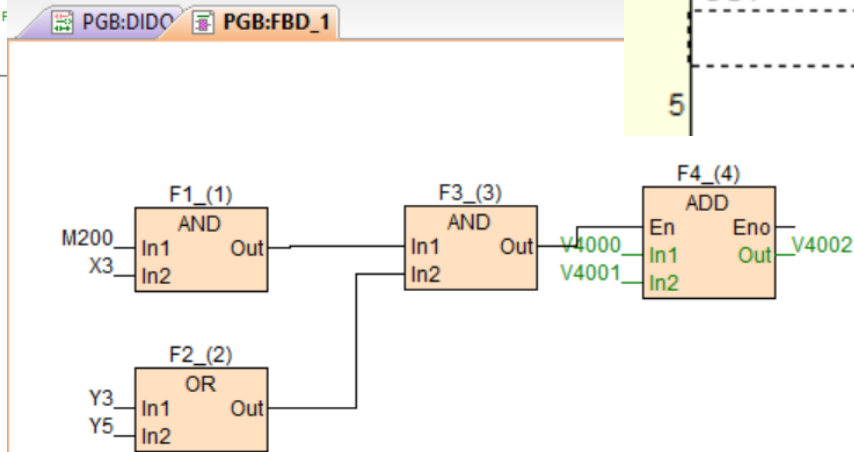 PGB:DIDO PGB:FBD_1
5
F1_(1)
AND
M200 In1 Out
X3 In2
F2_(2)
OR
Y3 In1 Out
Y5 In2
F3_(3)
AND
In1 Out
In2
F4_(4)
ADD
En Eno
V4000 In1 Out V4002
V4001 In2